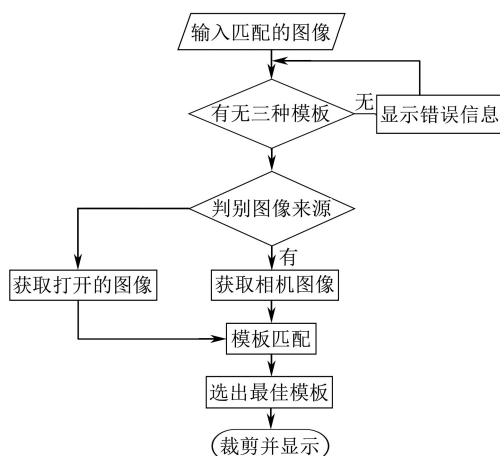 输入匹配的图像
有无三种模板
无
显示错误信息
判别图像来源
有
获取打开的图像
获取相机图像
模板匹配
选出最佳模板
裁剪并显示